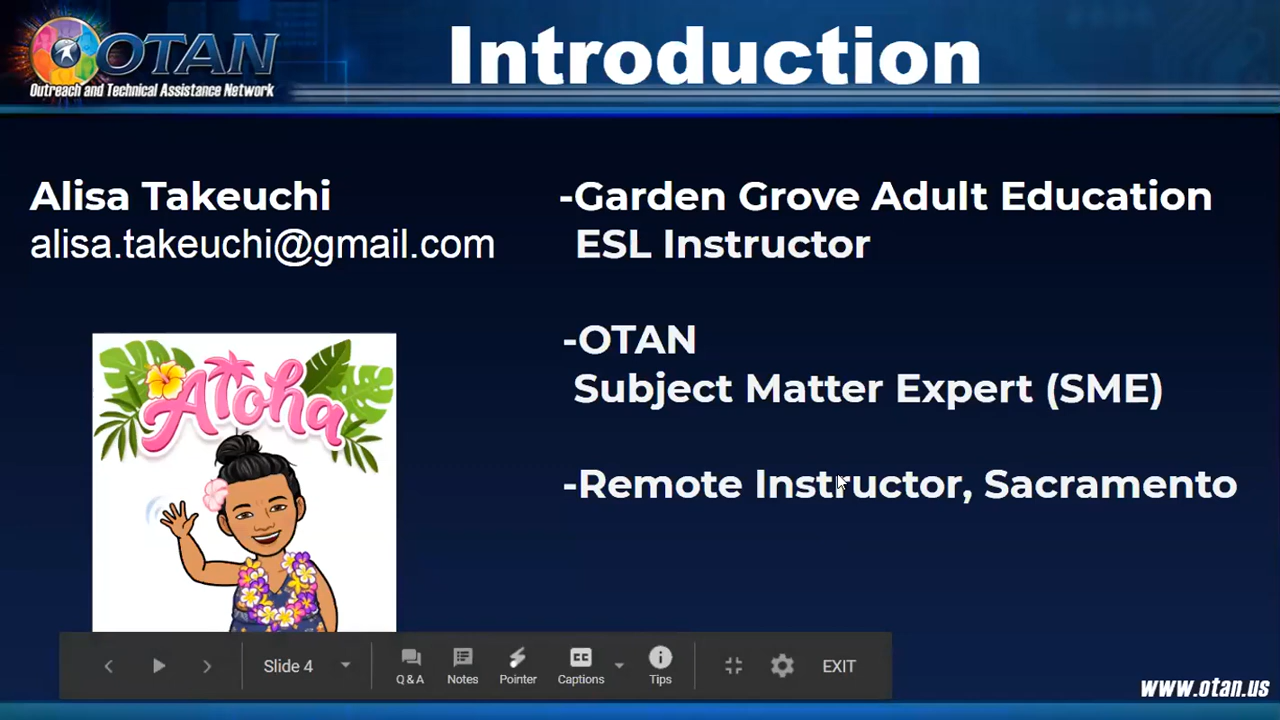 OTAN
Outreach and Technical Assistance Network
Introduction
Alisa Takeuchi
alisa.takeuchi@gmail.com
-Garden Grove Adult Education
ESL Instructor
-OTAN
Subject Matter Expert (SME)
-Remote Instructor, Sacramento
Aloha
Slide 4
Q & A
Notes
Pointer
CC
Captions
Tips
EXIT
www.otan.us